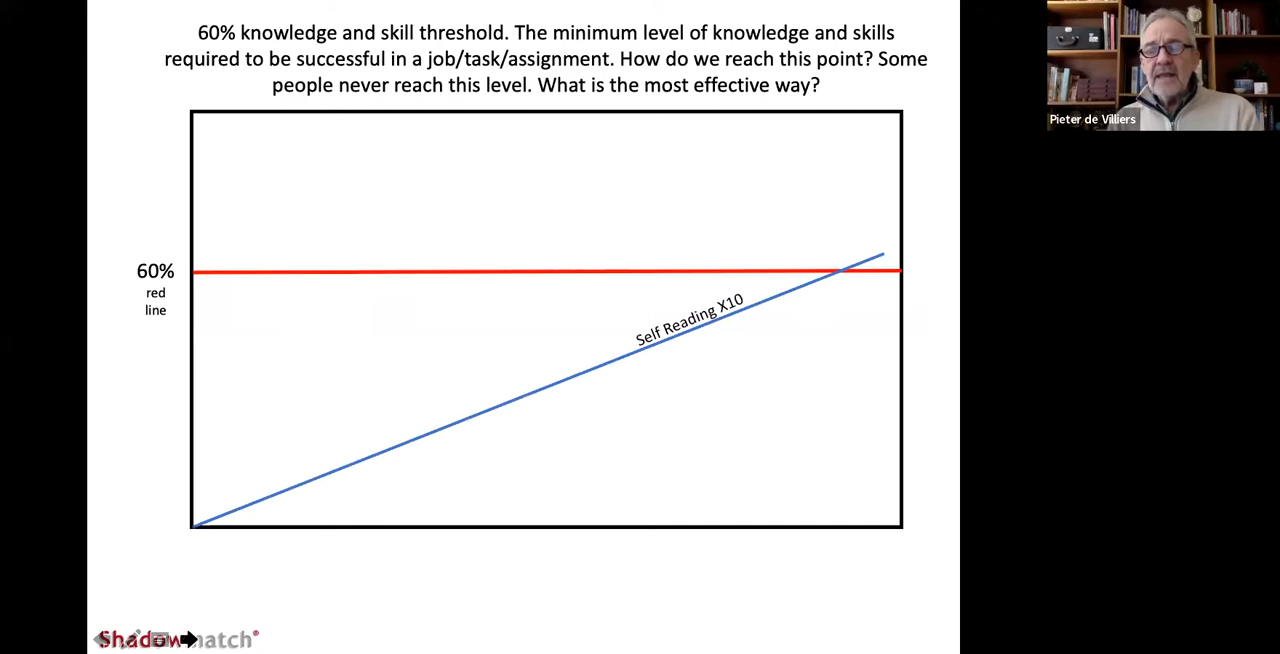 60% knowledge and skill threshold. The minimum level of knowledge and skills
required to be successful in a job/task/assignment. How do we reach this point? Some
people never reach this level. What is the most effective way?
Pieter de Villiers
60%
red
line
Self Reading X10
Shadowmatch®